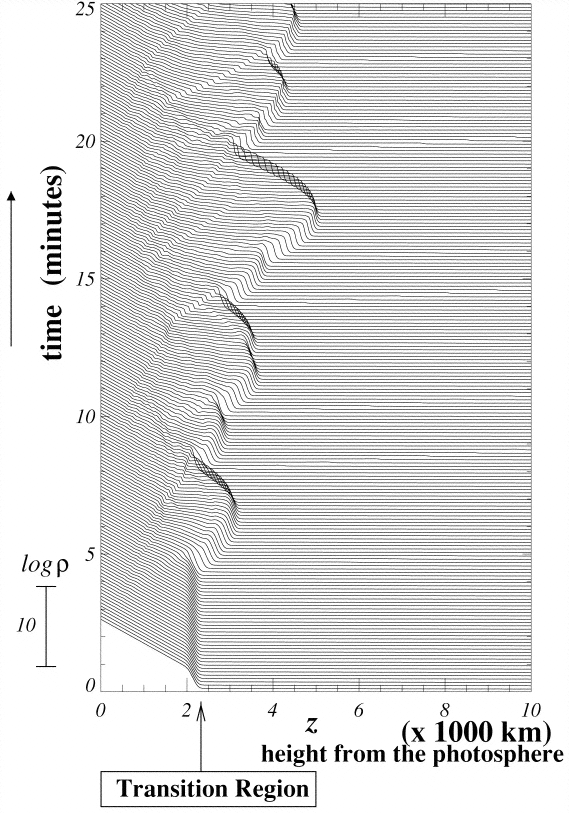 25
20
15
10
5
0
time (minutes)
log ρ
10
0 2 4 6 8 10
z
(x 1000 km)
height from the photosphere
Transition Region